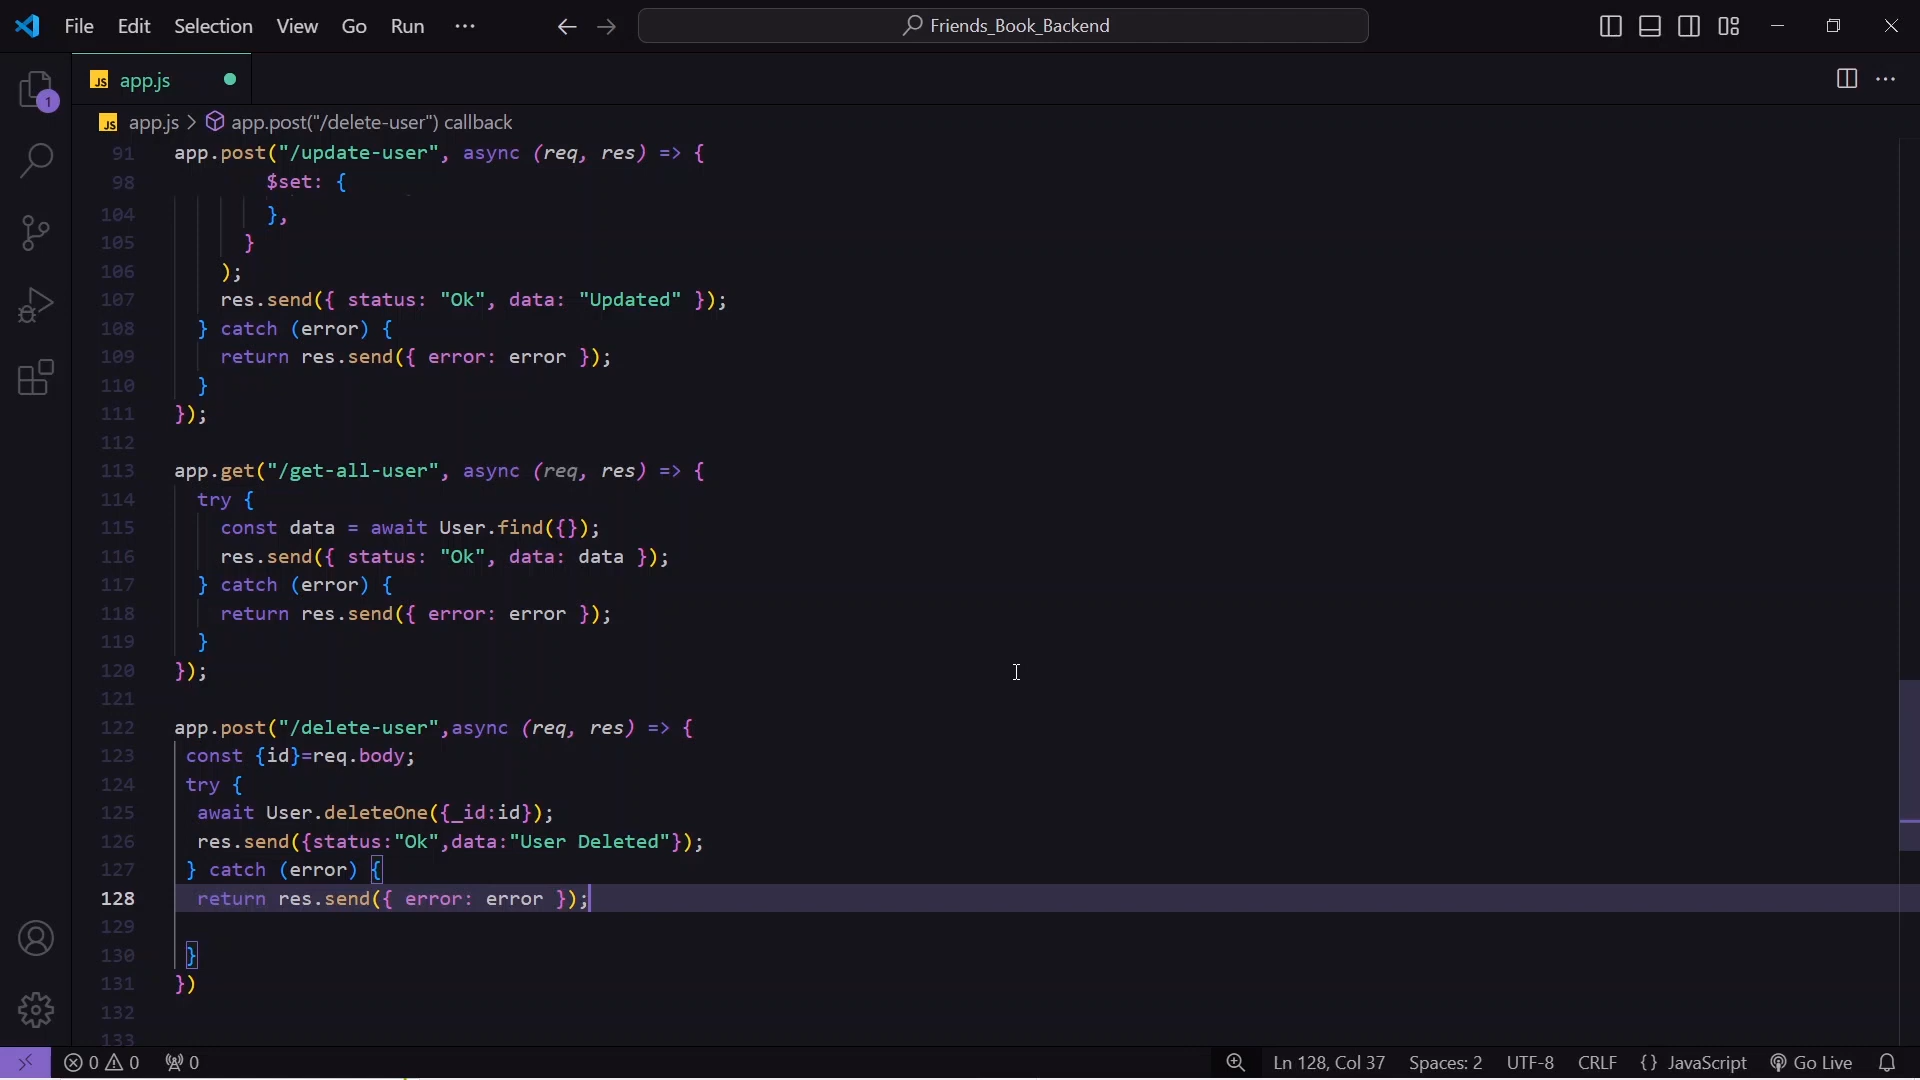 File Edit Selection View Go Run ··· Friends_Book_Backend
1
JS app.js
JS app.js > app.post("/delete-user") callback
91 app.post("/update-user", async (req, res) => {
98 $set: {
104 },
105 }
106 );
107 res.send({ status: "Ok", data: "Updated" });
108 } catch (error) {
109 return res.send({ error: error });
110 }
111 });
112
113 app.get("/get-all-user", async (req, res) => {
114 try {
115 const data = await User.find({});
116 res.send({ status: "Ok", data: data });
117 } catch (error) {
118 return res.send({ error: error });
119 }
120 });
121
122 app.post("/delete-user",async (req, res) => {
123 const {id}=req.body;
124 try {
125 await User.deleteOne({_id:id});
126 res.send({status:"Ok",data:"User Deleted"});
127 } catch (error) {
128 return res.send({ error: error });
129
130 }
131 })
132
133
0 0 0 Ln 128, Col 37 Spaces: 2 UTF-8 CRLF {} JavaScript Go Live